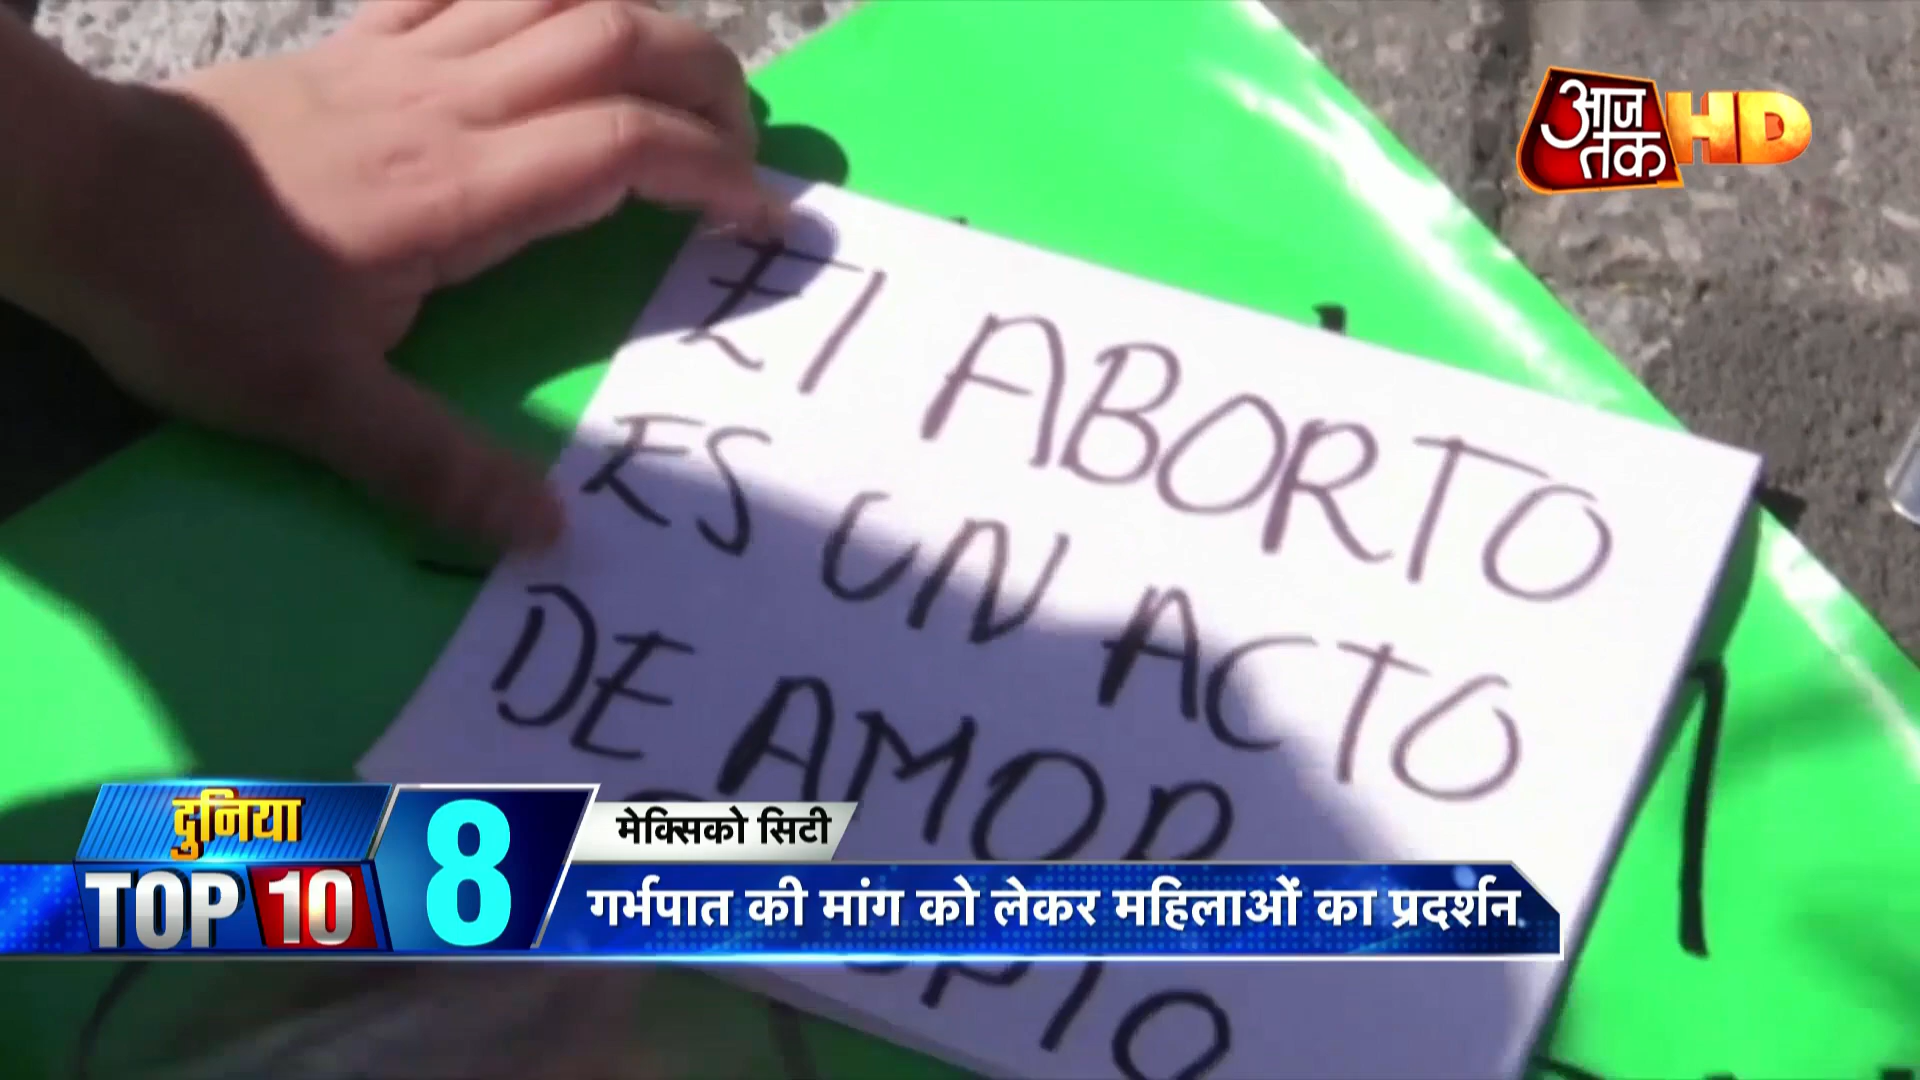 आज
तक HD
El ABORTO
ES UN ACTO
DE AMOR
दुनिया
TOP 10
8
मेक्सिको सिटी
गर्भपात की मांग को लेकर महिलाओं का प्रदर्शन